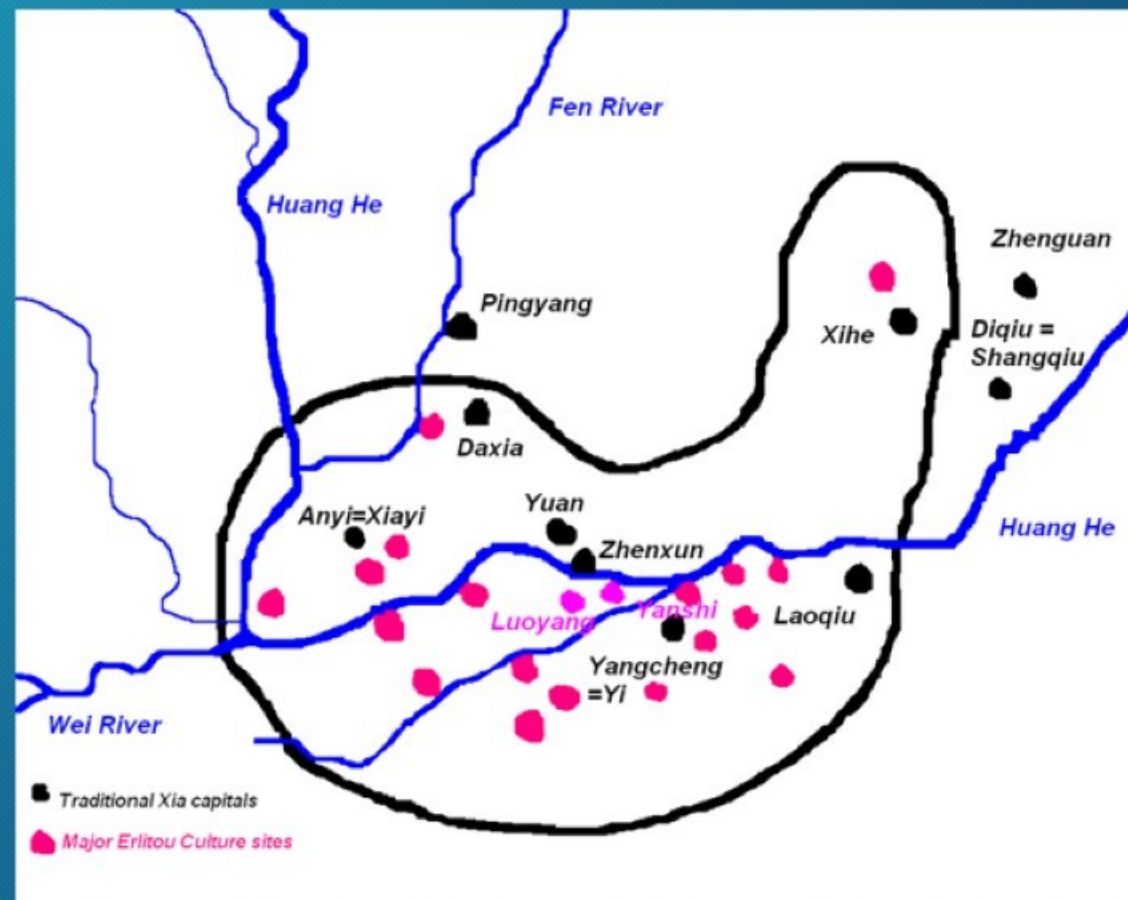 Fen River
Huang He
Zhenguan
Pingyang
Xihe
Diqiu =
Shangqiu
Daxia
Anyi=Xiayi
Yuan
Huang He
Zhenxun
Luoyang
Yanshi
Laoqiu
Yangcheng
=Yi
Wei River
Traditional Xia capitals
Major Erlitou Culture sites